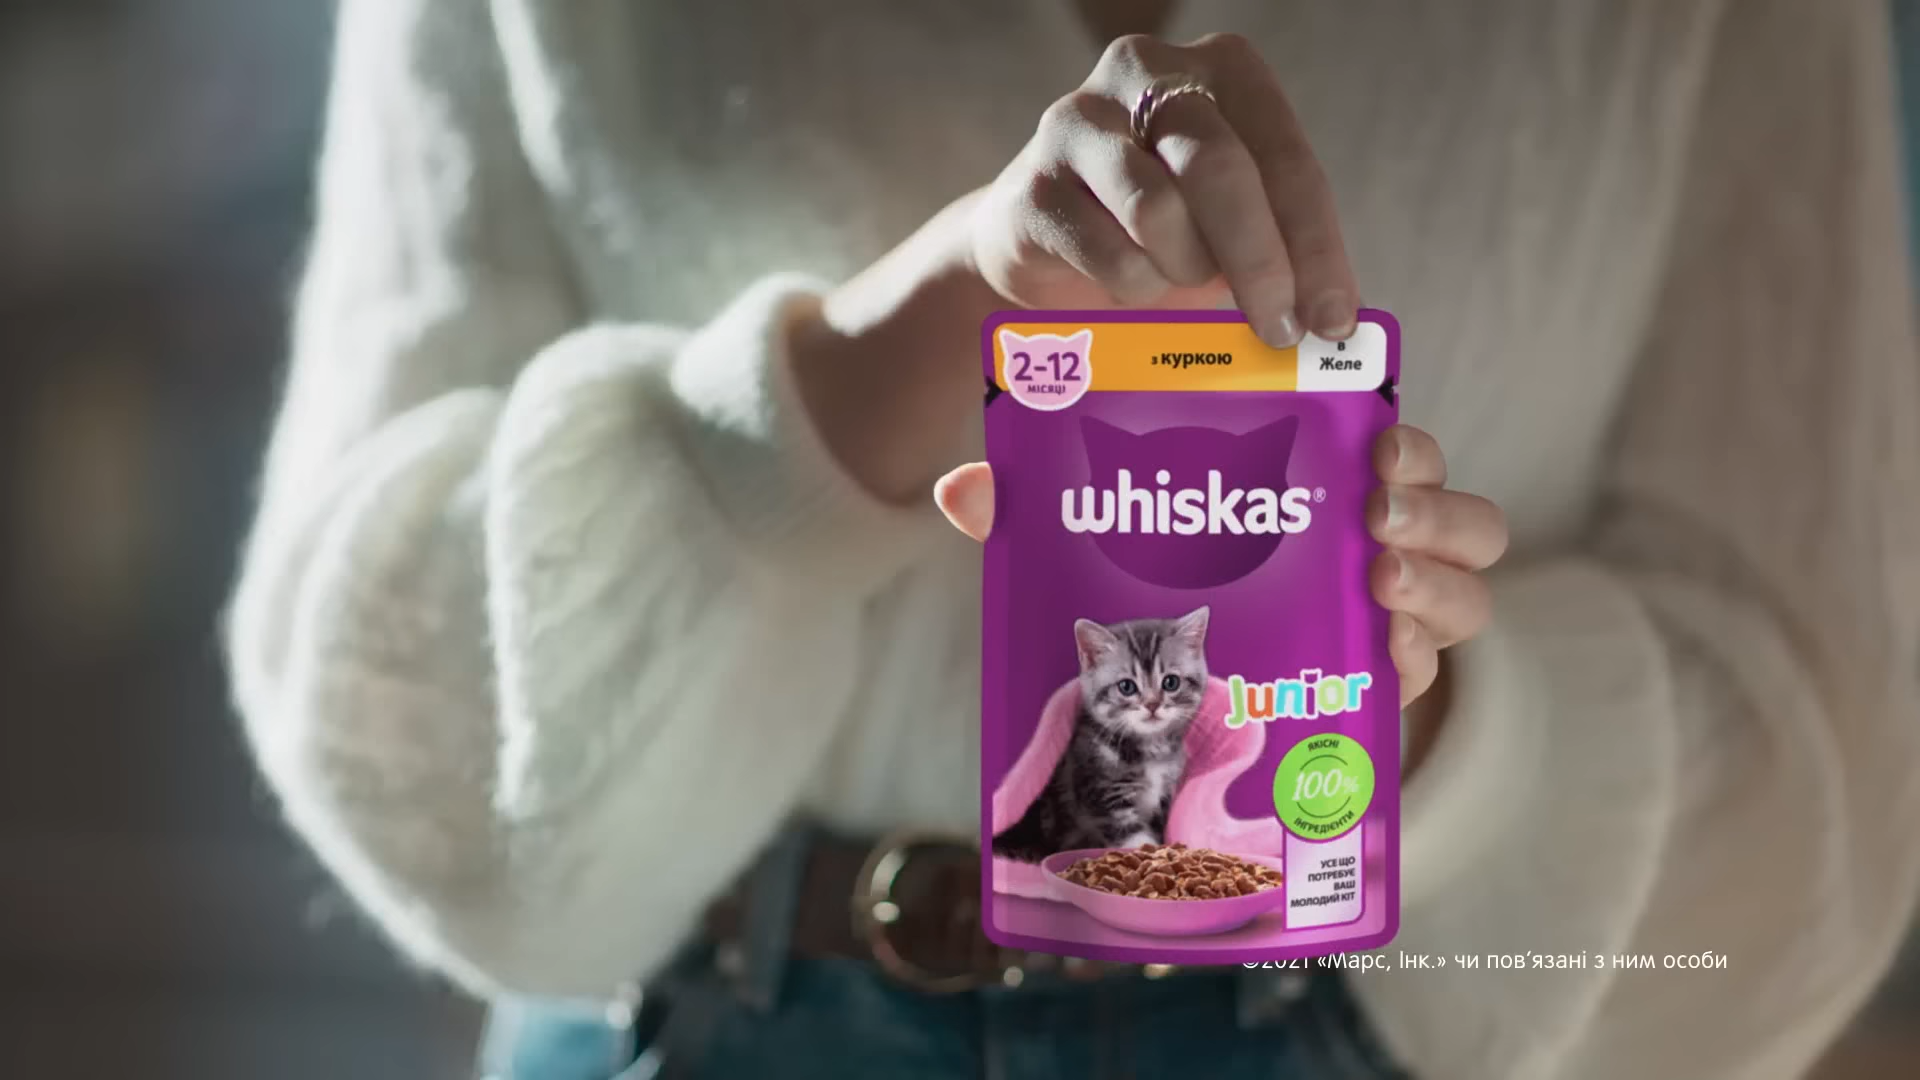 2-12
МІСЯЦІ
з куркою
в
Желе
whiskas®
Junior
ЯКІСНІ
100%
ІНГРЕДІЄНТИ
УСЕ ЩО
ПОТРЕБУЄ
ВАШ
МОЛОДИЙ КІТ
©2021 «Марс, Інк.» чи пов'язані з ним особи